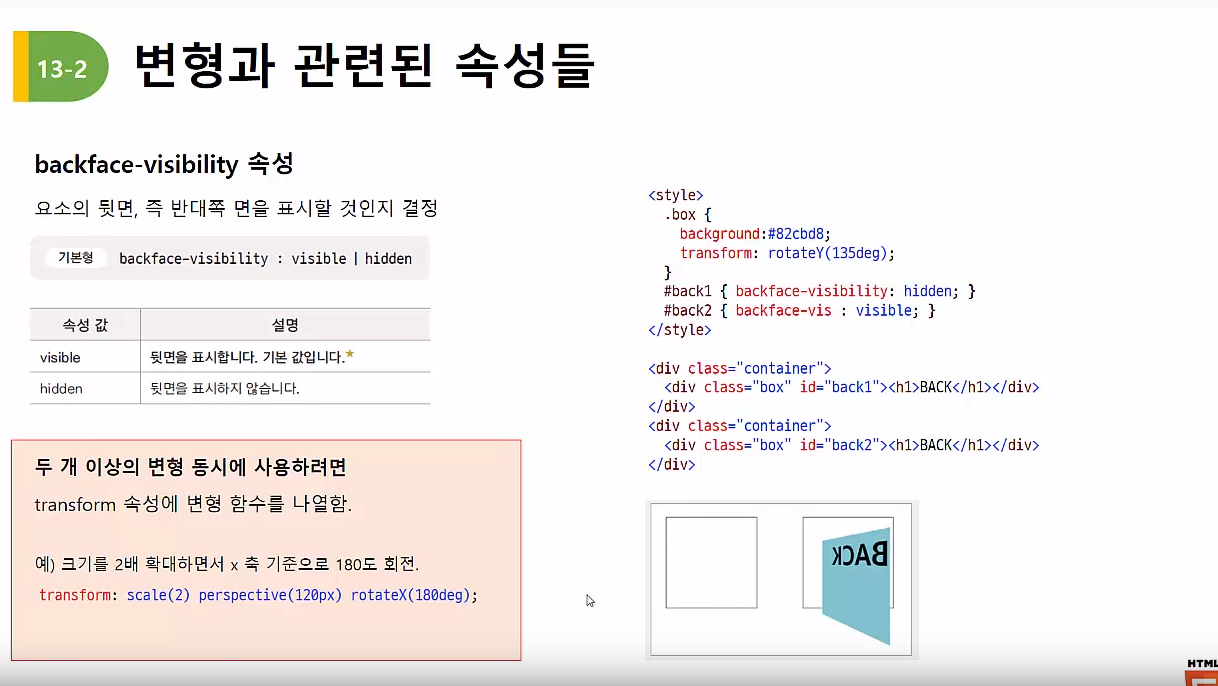 13-2 변형과 관련된 속성들
backface-visibility 속성
요소의 뒷면, 즉 반대쪽 면을 표시할 것인지 결정
기본형 backface-visibility : visible | hidden
속성 값 설명
visible 뒷면을 표시합니다. 기본 값입니다.★
hidden 뒷면을 표시하지 않습니다.
두 개 이상의 변형 동시에 사용하려면
transform 속성에 변형 함수를 나열함.
예) 크기를 2배 확대하면서 x 축 기준으로 180도 회전.
transform: scale(2) perspective(120px) rotateX(180deg);
<style>
.box {
background:#82cbd8;
transform: rotateY(135deg);
}
#back1 { backface-visibility: hidden; }
#back2 { backface-vis : visible; }
</style>
<div class="container">
<div class="box" id="back1"><h1>BACK</h1></div>
</div>
<div class="container">
<div class="box" id="back2"><h1>BACK</h1></div>
</div>
BACK
HTML